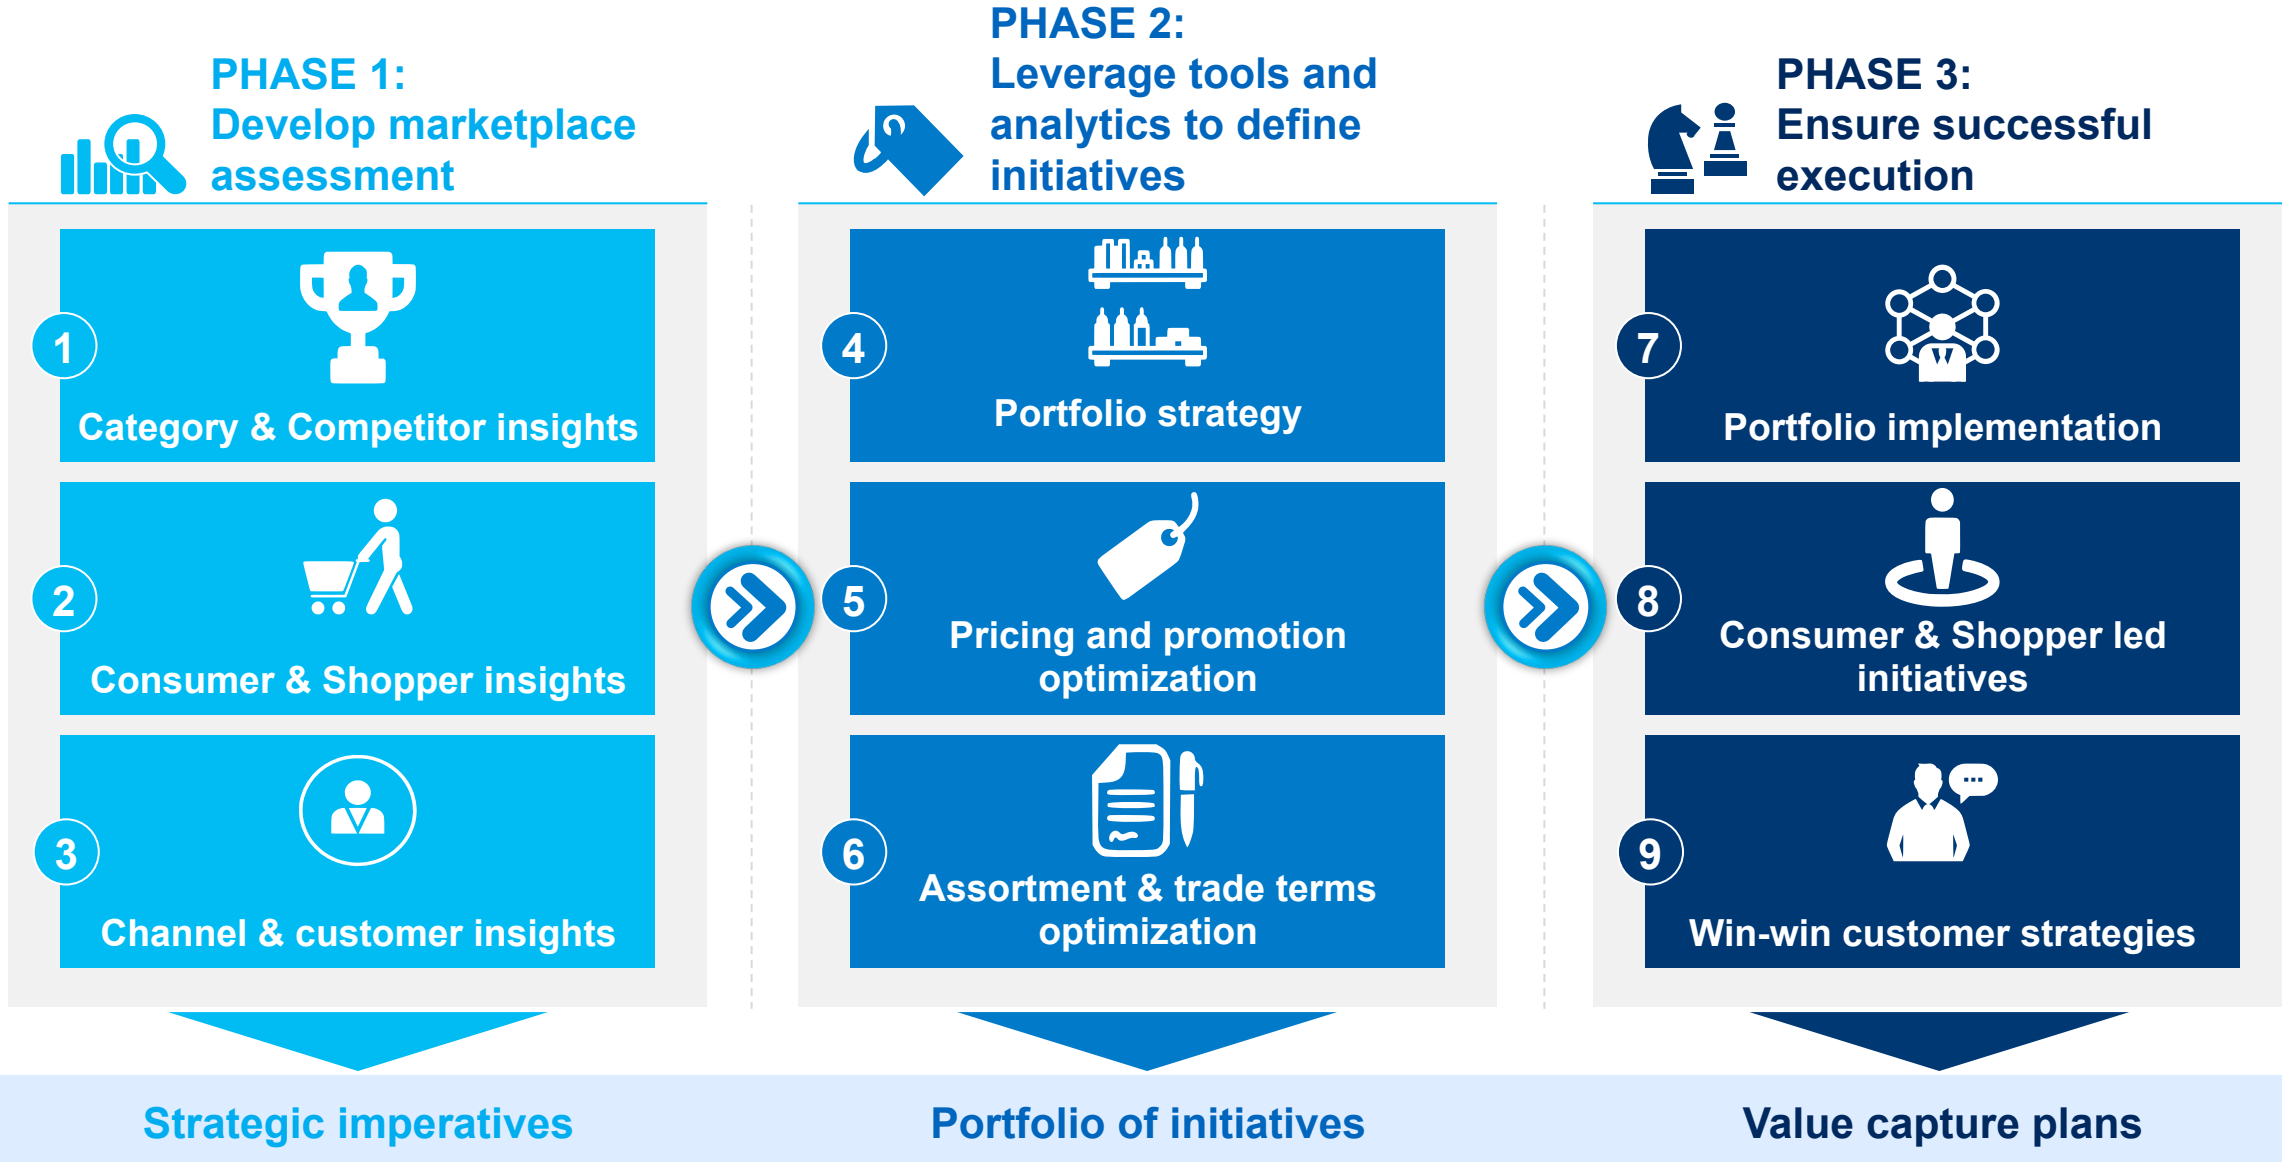 PHASE 1:
Develop marketplace
assessment
1
Category & Competitor insights
2
Consumer & Shopper insights
3
Channel & customer insights
Strategic imperatives
PHASE 2:
Leverage tools and
analytics to define
initiatives
4
Portfolio strategy
5
Pricing and promotion
optimization
6
Assortment & trade terms
optimization
Portfolio of initiatives
PHASE 3:
Ensure successful
execution
7
Portfolio implementation
8
Consumer & Shopper led
initiatives
9
Win-win customer strategies
Value capture plans